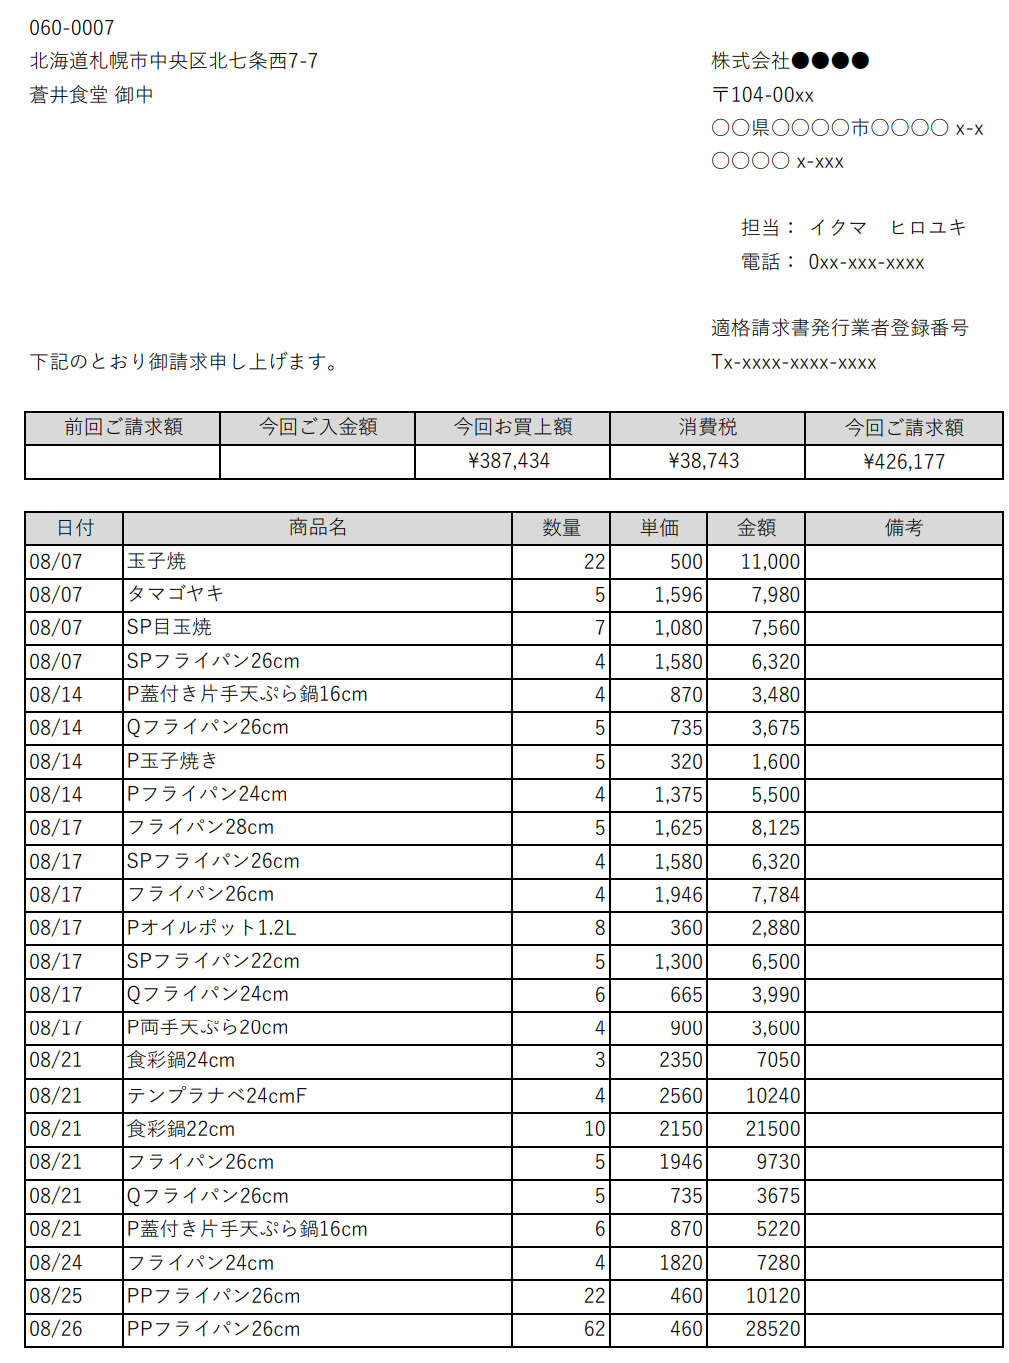 060-0007
北海道札幌市中央区北七条西7-7
蒼井食堂 御中
株式会社●●●●
〒104-00xx
〇〇県〇〇〇〇市〇〇〇〇 x-x
〇〇〇〇 x-xxx
担当： イクマ　ヒロユキ
電話： 0xx-xxx-xxxx
適格請求書発行業者登録番号
Tx-xxxx-xxxx-xxxx
下記のとおり御請求申し上げます。
前回ご請求額 今回ご入金額 今回お買上額 消費税 今回ご請求額
¥387,434 ¥38,743 ¥426,177
日付 商品名 数量 単価 金額 備考
08/07 玉子焼 22 500 11,000
08/07 タマゴヤキ 5 1,596 7,980
08/07 SP目玉焼 7 1,080 7,560
08/07 SPフライパン26cm 4 1,580 6,320
08/14 P蓋付き片手天ぷら鍋16cm 4 870 3,480
08/14 Qフライパン26cm 5 735 3,675
08/14 P玉子焼き 5 320 1,600
08/14 Pフライパン24cm 4 1,375 5,500
08/17 フライパン28cm 5 1,625 8,125
08/17 SPフライパン26cm 4 1,580 6,320
08/17 フライパン26cm 4 1,946 7,784
08/17 Pオイルポット1.2L 8 360 2,880
08/17 SPフライパン22cm 5 1,300 6,500
08/17 Qフライパン24cm 6 665 3,990
08/17 P両手天ぷら20cm 4 900 3,600
08/21 食彩鍋24cm 3 2350 7050
08/21 テンプラナベ24cmF 4 2560 10240
08/21 食彩鍋22cm 10 2150 21500
08/21 フライパン26cm 5 1946 9730
08/21 Qフライパン26cm 5 735 3675
08/21 P蓋付き片手天ぷら鍋16cm 6 870 5220
08/24 フライパン24cm 4 1820 7280
08/25 PPフライパン26cm 22 460 10120
08/26 PPフライパン26cm 62 460 28520